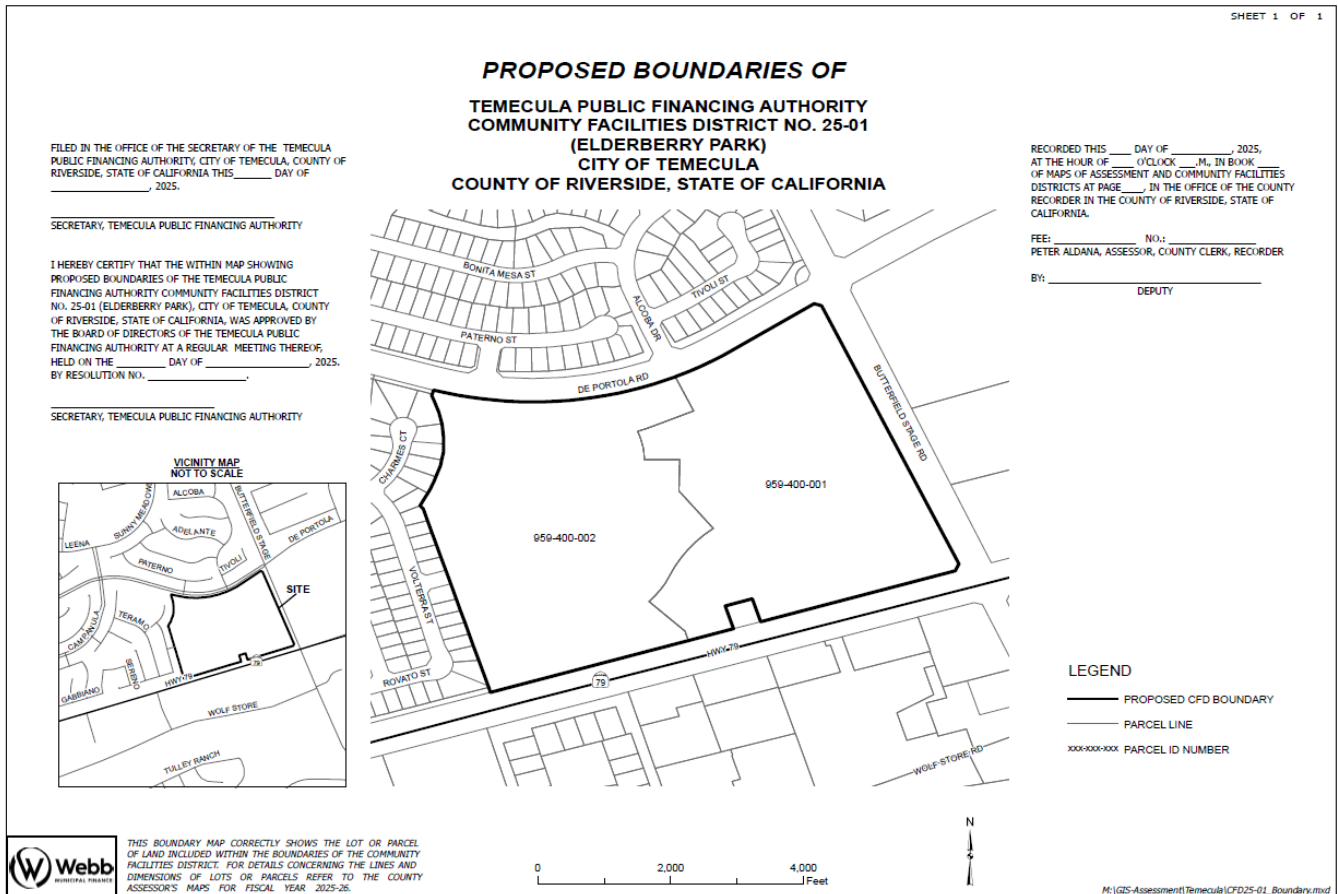 SHEET 1 OF 1
PROPOSED BOUNDARIES OF
TEMECULA PUBLIC FINANCING AUTHORITY
COMMUNITY FACILITIES DISTRICT NO. 25-01
(ELDERBERRY PARK)
CITY OF TEMECULA
COUNTY OF RIVERSIDE, STATE OF CALIFORNIA
FILED IN THE OFFICE OF THE SECRETARY OF THE TEMECULA
PUBLIC FINANCING AUTHORITY, CITY OF TEMECULA, COUNTY OF
RIVERSIDE, STATE OF CALIFORNIA THIS______ DAY OF
________________, 2025.
SECRETARY, TEMECULA PUBLIC FINANCING AUTHORITY
I HEREBY CERTIFY THAT THE WITHIN MAP SHOWING
PROPOSED BOUNDARIES OF THE TEMECULA PUBLIC
FINANCING AUTHORITY COMMUNITY FACILITIES DISTRICT
NO. 25-01 (ELDERBERRY PARK), CITY OF TEMECULA, COUNTY
OF RIVERSIDE, STATE OF CALIFORNIA, WAS APPROVED BY
THE BOARD OF DIRECTORS OF THE TEMECULA PUBLIC
FINANCING AUTHORITY AT A REGULAR MEETING THEREOF,
HELD ON THE ________ DAY OF _________________, 2025.
BY RESOLUTION NO. ________________.
SECRETARY, TEMECULA PUBLIC FINANCING AUTHORITY
RECORDED THIS ____ DAY OF __________, 2025,
AT THE HOUR OF ____ O'CLOCK ___.M., IN BOOK ____
OF MAPS OF ASSESSMENT AND COMMUNITY FACILITIES
DISTRICTS AT PAGE____, IN THE OFFICE OF THE COUNTY
RECORDER IN THE COUNTY OF RIVERSIDE, STATE OF
CALIFORNIA.
FEE: ______________ NO.: ______________
PETER ALDANA, ASSESSOR, COUNTY CLERK, RECORDER
BY: ___________________________________
DEPUTY
BONITA MESA ST
TIVOLI ST
ALCOBA DR
PATERNO ST
DE PORTOLA RD
BUTTERFIELD STAGE RD
CHARMES CT
959-400-001
959-400-002
VOLTERRA ST
HWY 79
79
ROVATO ST
WOLF STORE RD
VICINITY MAP
NOT TO SCALE
ALCOBA
SUNNY MEADOWS
BUTTERFIELD STAGE
ADELANTE
DE PORTOLA
LEENA
PATERNO
TIVOLI
SITE
TERAMO
CAMPANULA
SERENO
79
HWY 79
GABBIANO
WOLF STORE
TULLEY RANCH
LEGEND
PROPOSED CFD BOUNDARY
PARCEL LINE
xxx-xxx-xxx PARCEL ID NUMBER
W Webb
MUNICIPAL FINANCE
THIS BOUNDARY MAP CORRECTLY SHOWS THE LOT OR PARCEL
OF LAND INCLUDED WITHIN THE BOUNDARIES OF THE COMMUNITY
FACILITIES DISTRICT. FOR DETAILS CONCERNING THE LINES AND
DIMENSIONS OF LOTS OR PARCELS REFER TO THE COUNTY
ASSESSOR'S MAPS FOR FISCAL YEAR 2025-26.
0 2,000 4,000
Feet
N
M:\GIS-Assessment\Temecula\CFD25-01_Boundary.mxd